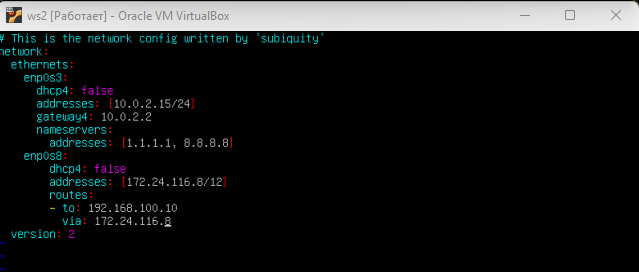 ws2 [Работает] - Oracle VM VirtualBox
# This is the network config written by 'subiquity'
network:
  ethernets:
    enp0s3:
      dhcp4: false
      addresses: [10.0.2.15/24]
      gateway4: 10.0.2.2
      nameservers:
        addresses: [1.1.1.1, 8.8.8.8]
    enp0s8:
        dhcp4: false
        addresses: [172.24.116.8/12]
        routes:
        - to: 192.168.100.10
          via: 172.24.116.8
  version: 2
~
~